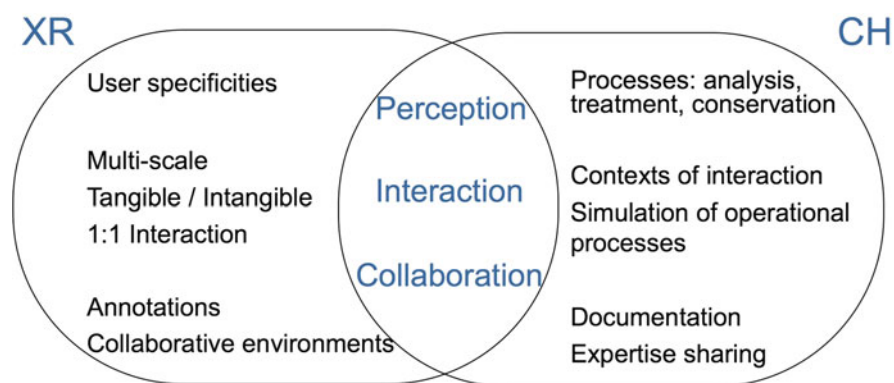 XR
CH
User specificities
Multi-scale
Tangible / Intangible
1:1 Interaction
Annotations
Collaborative environments
Perception
Interaction
Collaboration
Processes: analysis,
treatment, conservation
Contexts of interaction
Simulation of operational
processes
Documentation
Expertise sharing